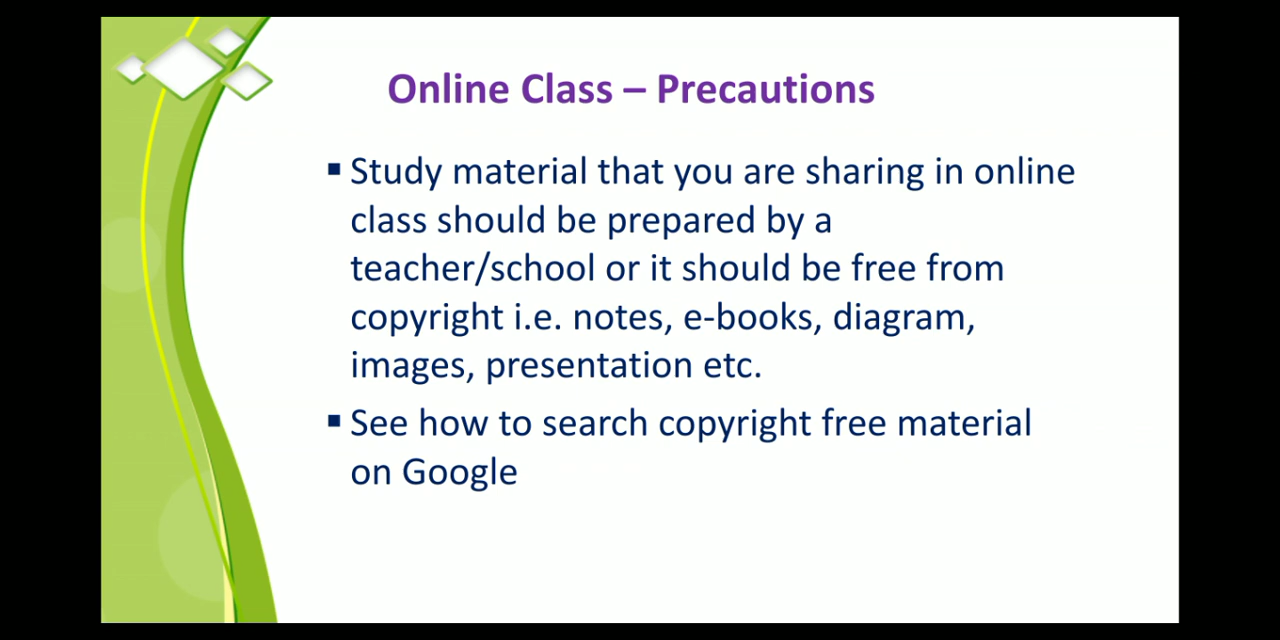 Online Class – Precautions
▪ Study material that you are sharing in online
class should be prepared by a
teacher/school or it should be free from
copyright i.e. notes, e-books, diagram,
images, presentation etc.
▪ See how to search copyright free material
on Google